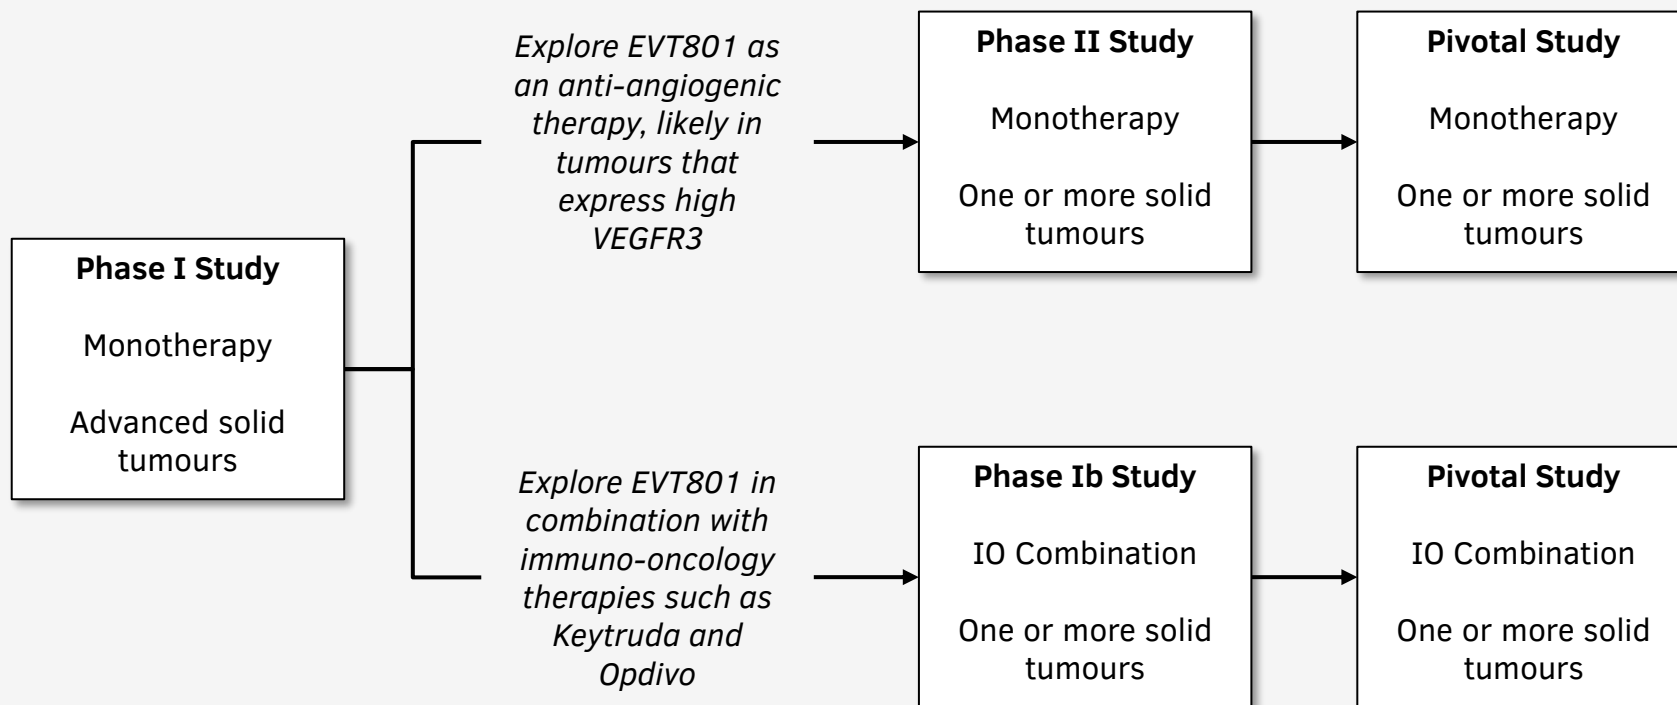 Phase I Study
Monotherapy
Advanced solid
tumours
Explore EVT801 as
an anti-angiogenic
therapy, likely in
tumours that
express high
VEGFR3
Phase II Study
Monotherapy
One or more solid
tumours
Pivotal Study
Monotherapy
One or more solid
tumours
Explore EVT801 in
combination with
immuno-oncology
therapies such as
Keytruda and
Opdivo
Phase Ib Study
IO Combination
One or more solid
tumours
Pivotal Study
IO Combination
One or more solid
tumours